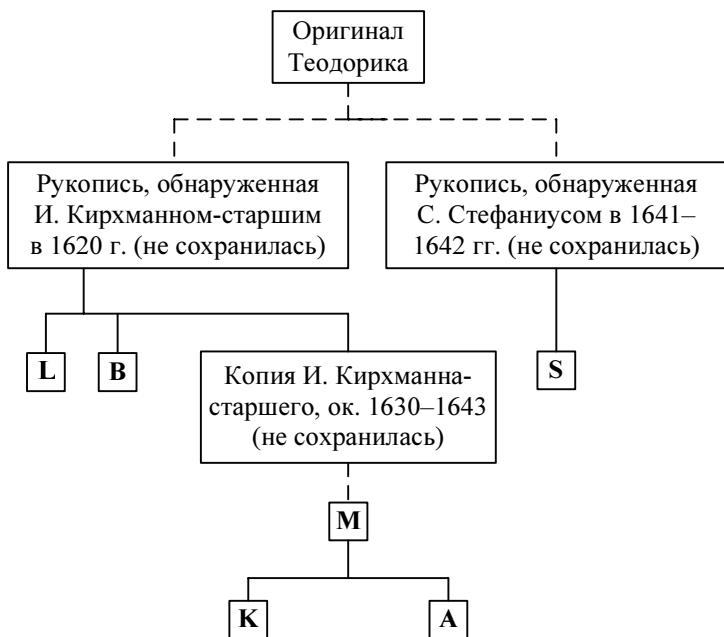 Оригинал
Теодорика
Рукопись, обнаруженная
И. Кирхманном-старшим
в 1620 г. (не сохранилась)
Рукопись, обнаруженная
С. Стефаниусом в 1641–
1642 гг. (не сохранилась)
L
B
Копия И. Кирхманна-
старшего, ок. 1630–1643
(не сохранилась)
S
M
K
A